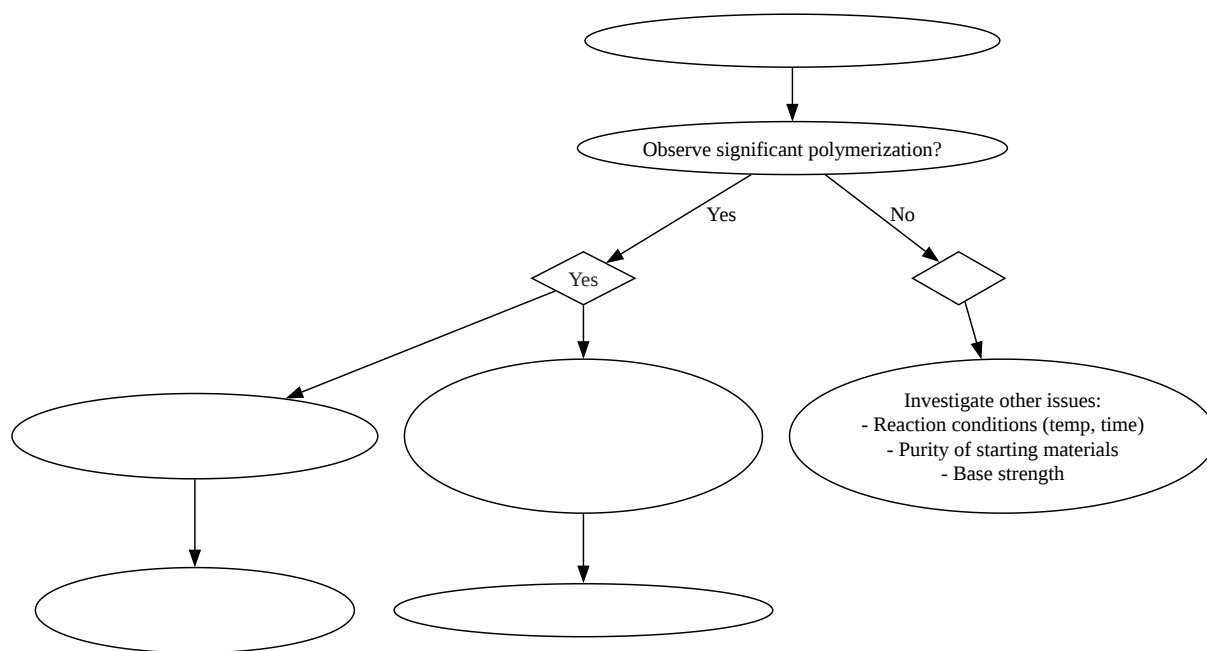 Observe significant polymerization?
Yes
No
Yes
Investigate other issues:
- Reaction conditions (temp, time)
- Purity of starting materials
- Base strength